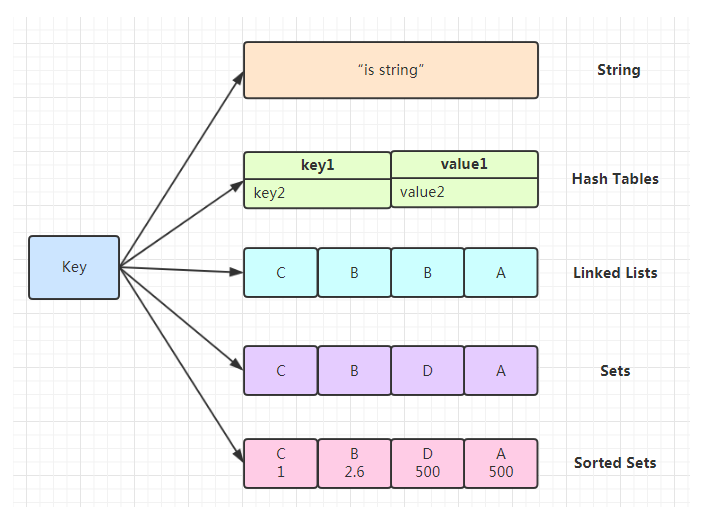 “is string”
String
key1 value1
key2 value2
Hash Tables
Key
C B B A
Linked Lists
C B D A
Sets
C B D A
1 2.6 500 500
Sorted Sets